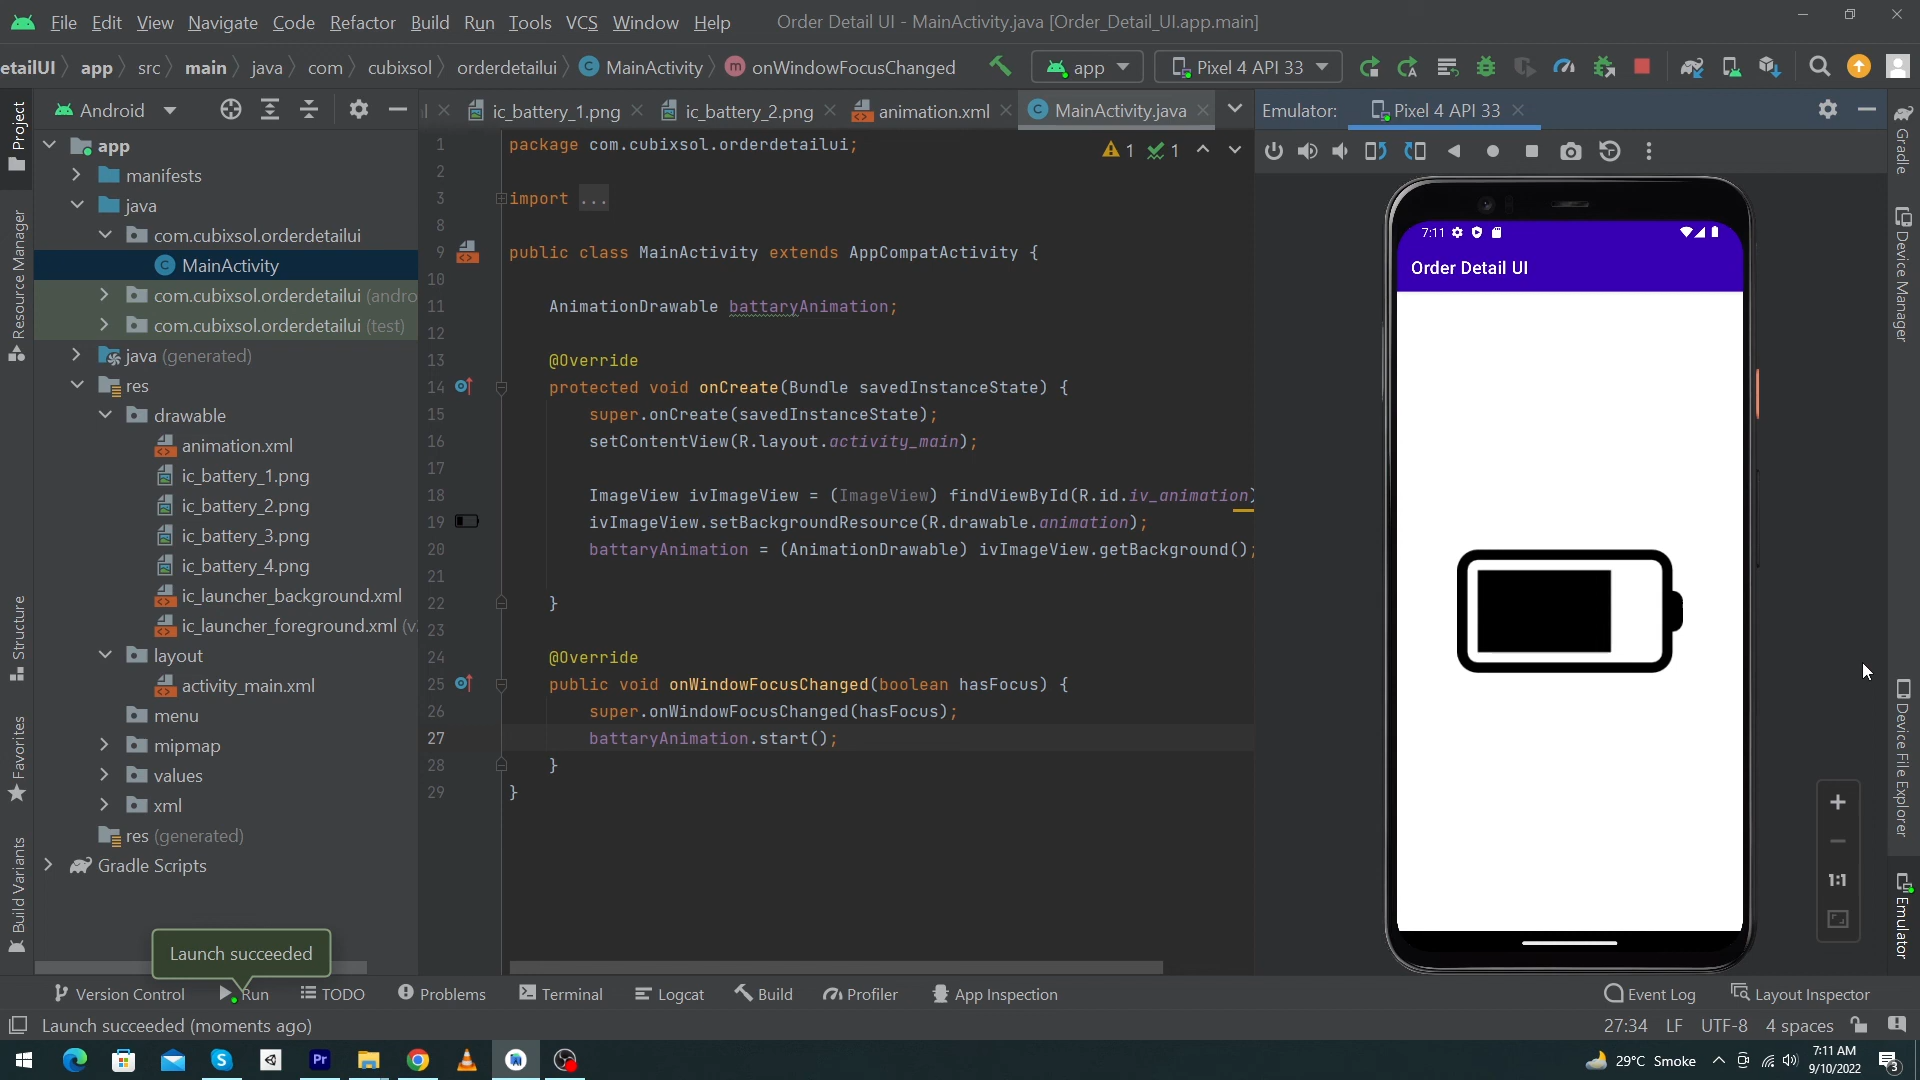 File Edit View Navigate Code Refactor Build Run Tools VCS Window Help Order Detail UI - MainActivity.java [Order_Detail_UI.app.main]
etailUI app src main java com cubixsol orderdetailui C MainActivity m onWindowFocusChanged app Pixel 4 API 33
Android ic_battery_1.png ic_battery_2.png animation.xml C MainActivity.java Emulator: Pixel 4 API 33
Project
Resource Manager
Structure
Favorites
Build Variants
app
manifests
java
com.cubixsol.orderdetailui
C MainActivity
com.cubixsol.orderdetailui (andro
com.cubixsol.orderdetailui (test)
java (generated)
res
drawable
animation.xml
ic_battery_1.png
ic_battery_2.png
ic_battery_3.png
ic_battery_4.png
ic_launcher_background.xml
ic_launcher_foreground.xml (v.
layout
activity_main.xml
menu
mipmap
values
xml
res (generated)
Gradle Scripts
Launch succeeded
1 package com.cubixsol.orderdetailui; 1 1
2
3 import ...
8
9 public class MainActivity extends AppCompatActivity {
10
11 AnimationDrawable battaryAnimation;
12
13 @Override
14 protected void onCreate(Bundle savedInstanceState) {
15 super.onCreate(savedInstanceState);
16 setContentView(R.layout.activity_main);
17
18 ImageView ivImageView = (ImageView) findViewById(R.id.iv_animation)
19 ivImageView.setBackgroundResource(R.drawable.animation);
20 battaryAnimation = (AnimationDrawable) ivImageView.getBackground();
21
22 }
23
24 @Override
25 public void onWindowFocusChanged(boolean hasFocus) {
26 super.onWindowFocusChanged(hasFocus);
27 battaryAnimation.start();
28 }
29 }
7:11
Order Detail UI
1:1
Gradle
Device Manager
Device File Explorer
Emulator
Version Control Run TODO Problems Terminal Logcat Build Profiler App Inspection Event Log Layout Inspector
Launch succeeded (moments ago) 27:34 LF UTF-8 4 spaces
Pr 29°C Smoke 7:11 AM
9/10/2022 3